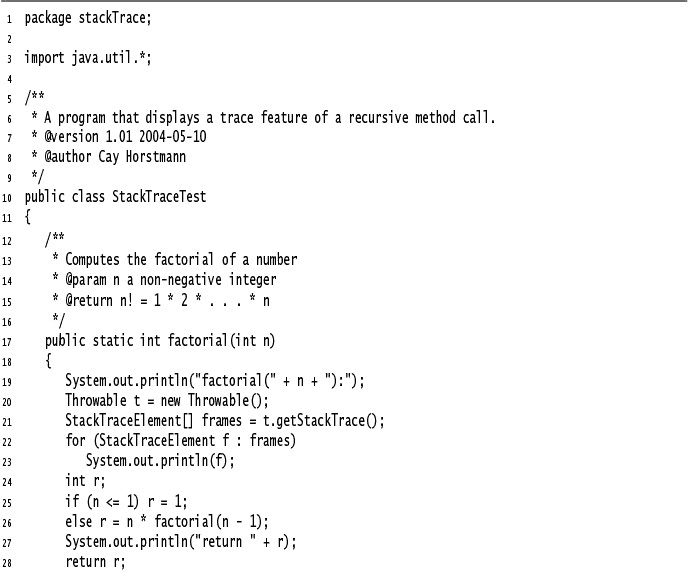 1 package stackTrace;
2
3 import java.util.*;
4
5 /**
6  * A program that displays a trace feature of a recursive method call.
7  * @version 1.01 2004-05-10
8  * @author Cay Horstmann
9  */
10 public class StackTraceTest
11 {
12    /**
13     * Computes the factorial of a number
14     * @param n a non-negative integer
15     * @return n! = 1 * 2 * . . . * n
16     */
17    public static int factorial(int n)
18    {
19       System.out.println("factorial(" + n + "):");
20       Throwable t = new Throwable();
21       StackTraceElement[] frames = t.getStackTrace();
22       for (StackTraceElement f : frames)
23          System.out.println(f);
24       int r;
25       if (n <= 1) r = 1;
26       else r = n * factorial(n - 1);
27       System.out.println("return " + r);
28       return r;